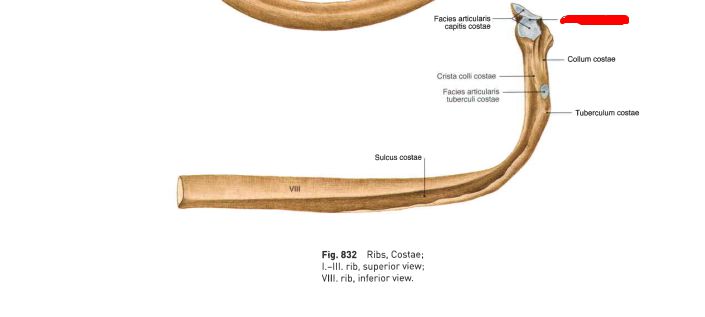 Facies articularis
capitis costae
Collum costae
Crista colli costae
Facies articularis
tuberculi costae
Tuberculum costae
Sulcus costae
VIII
Fig. 832 Ribs, Costae;
I.–III. rib, superior view;
VIII. rib, inferior view.